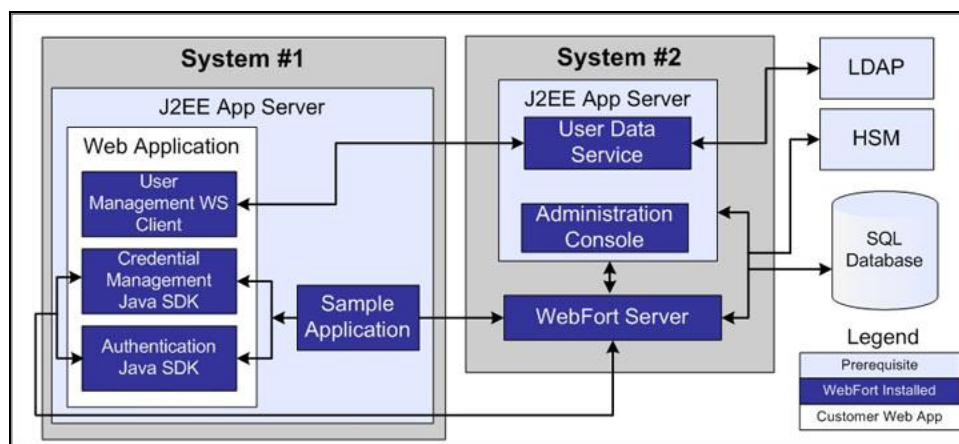 System #1
J2EE App Server
Web Application
User
Management WS
Client
Credential
Management
Java SDK
Authentication
Java SDK
Sample
Application
System #2
J2EE App Server
User Data
Service
Administration
Console
WebFort Server
LDAP
HSM
SQL
Database
Legend
Prerequisite
WebFort Installed
Customer Web App